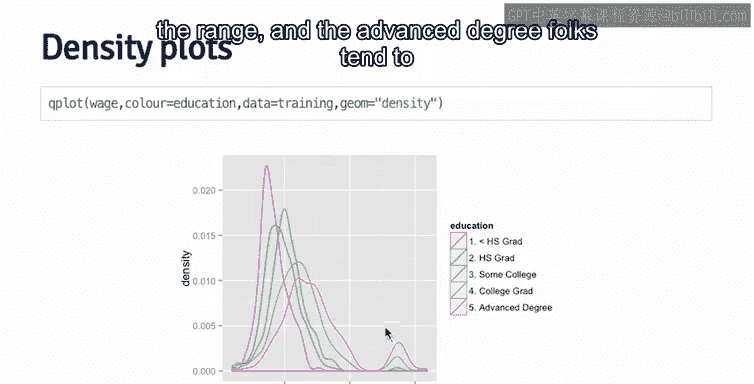 the range, and the advanced degree folks
tend to
Density plots
qplot(wage,colour=education,data=training,geom="density")
0.020
0.015
0.010
0.005
0.000
density
education
1. < HS Grad
2. HS Grad
3. Some College
4. College Grad
5. Advanced Degree